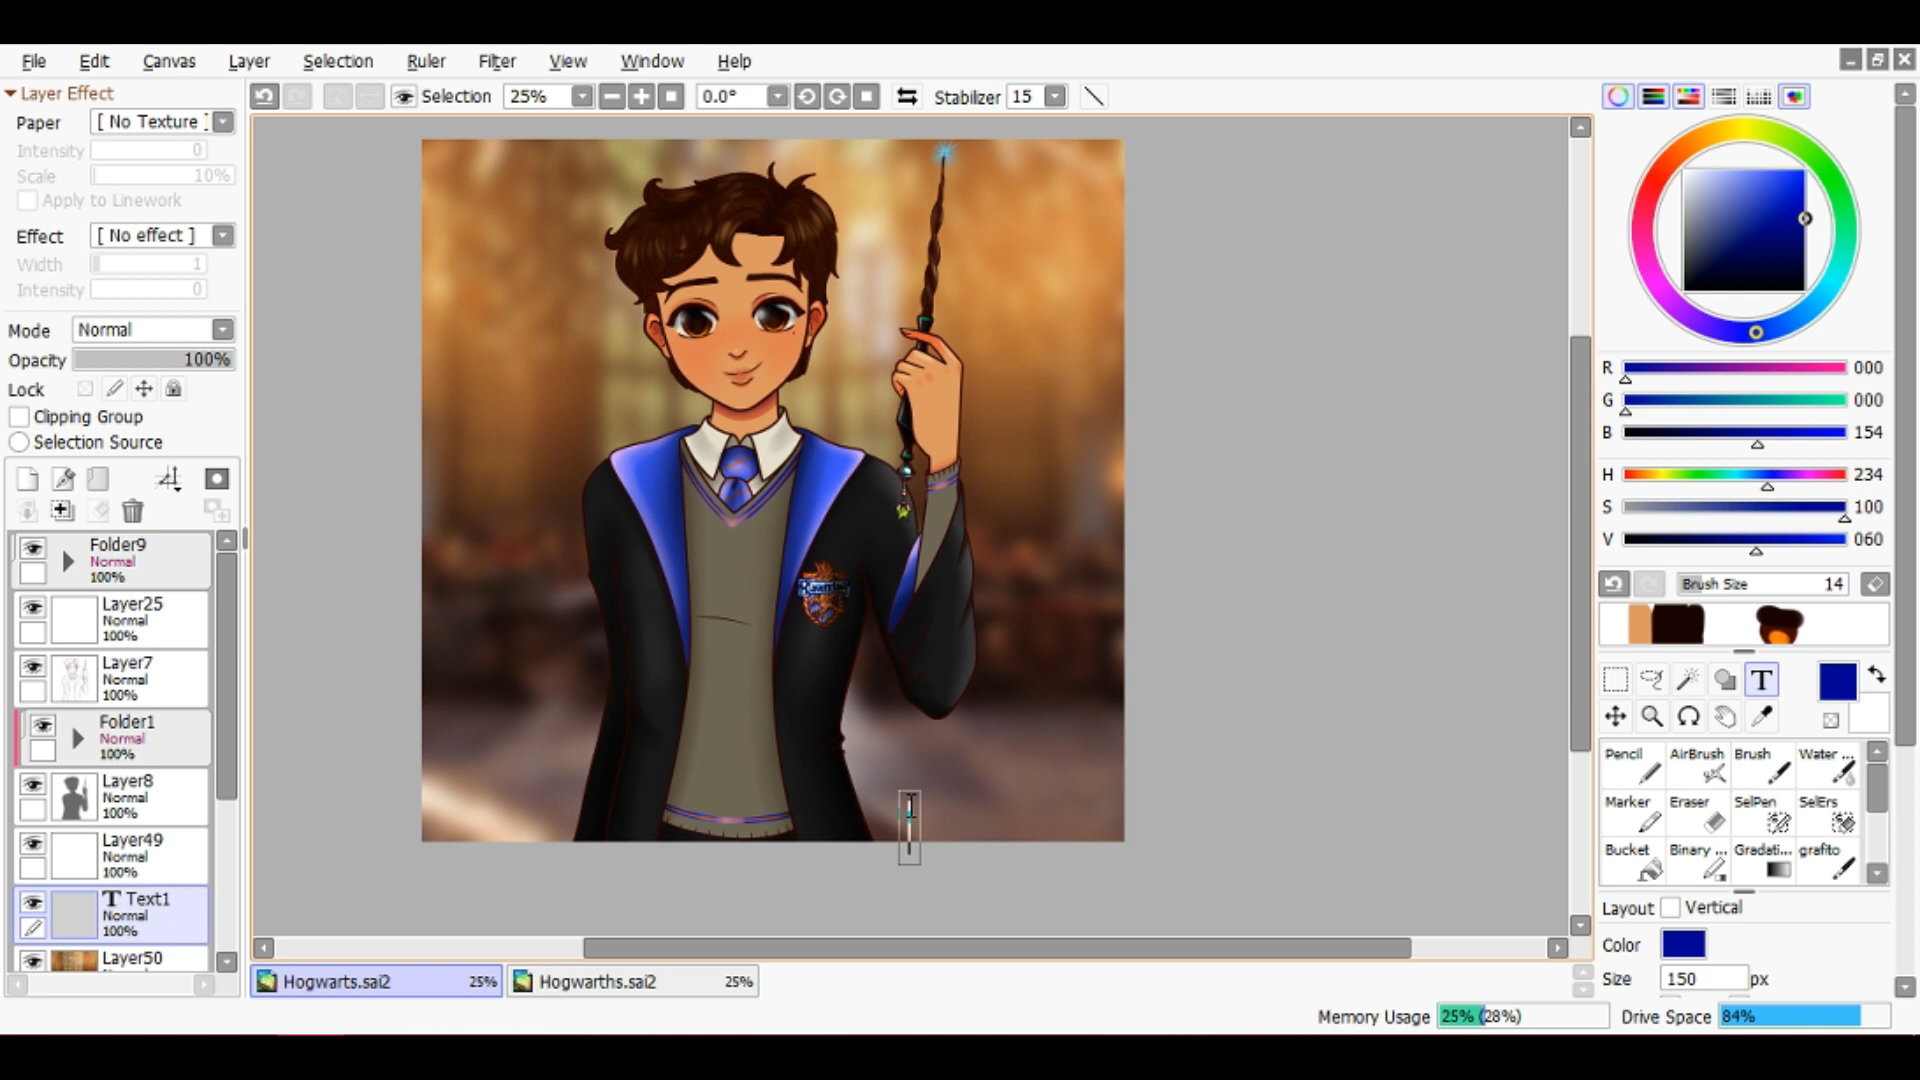 File Edit Canvas Layer Selection Ruler Filter View Window Help
Layer Effect
Paper [ No Texture ]
Intensity 0
Scale 10%
Apply to Linework
Effect [ No effect ]
Width 1
Intensity 0
Mode Normal
Opacity 100%
Lock
Clipping Group
Selection Source
Folder9
Normal
100%
Layer25
Normal
100%
Layer7
Normal
100%
Folder1
Normal
100%
Layer8
Normal
100%
Layer49
Normal
100%
T Text1
Normal
100%
Layer50
Selection 25% 0.0° Stabilizer 15
Hogwarts.sai2 25% Hogwarths.sai2 25%
R 000
G 000
B 154
H 234
S 100
V 060
Brush Size 14
T
Pencil AirBrush Brush Water ...
Marker Eraser SelPen SelErs
Bucket Binary ... Gradati... grafito
Layout Vertical
Color
Size 150 px
Memory Usage 25% (28%) Drive Space 84%